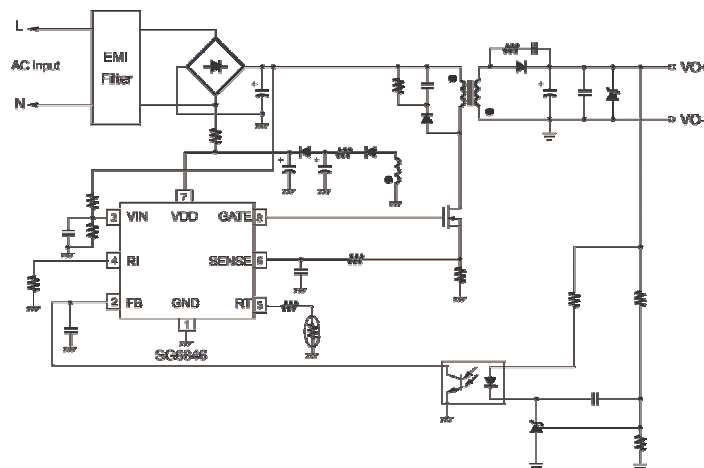 L
AC Input
N
EMI
Filter
VO+
VO-
7
3 VIN VDD GATE 8
4 RI SENSE 6
2 FB GND RT 5
1
SG6846